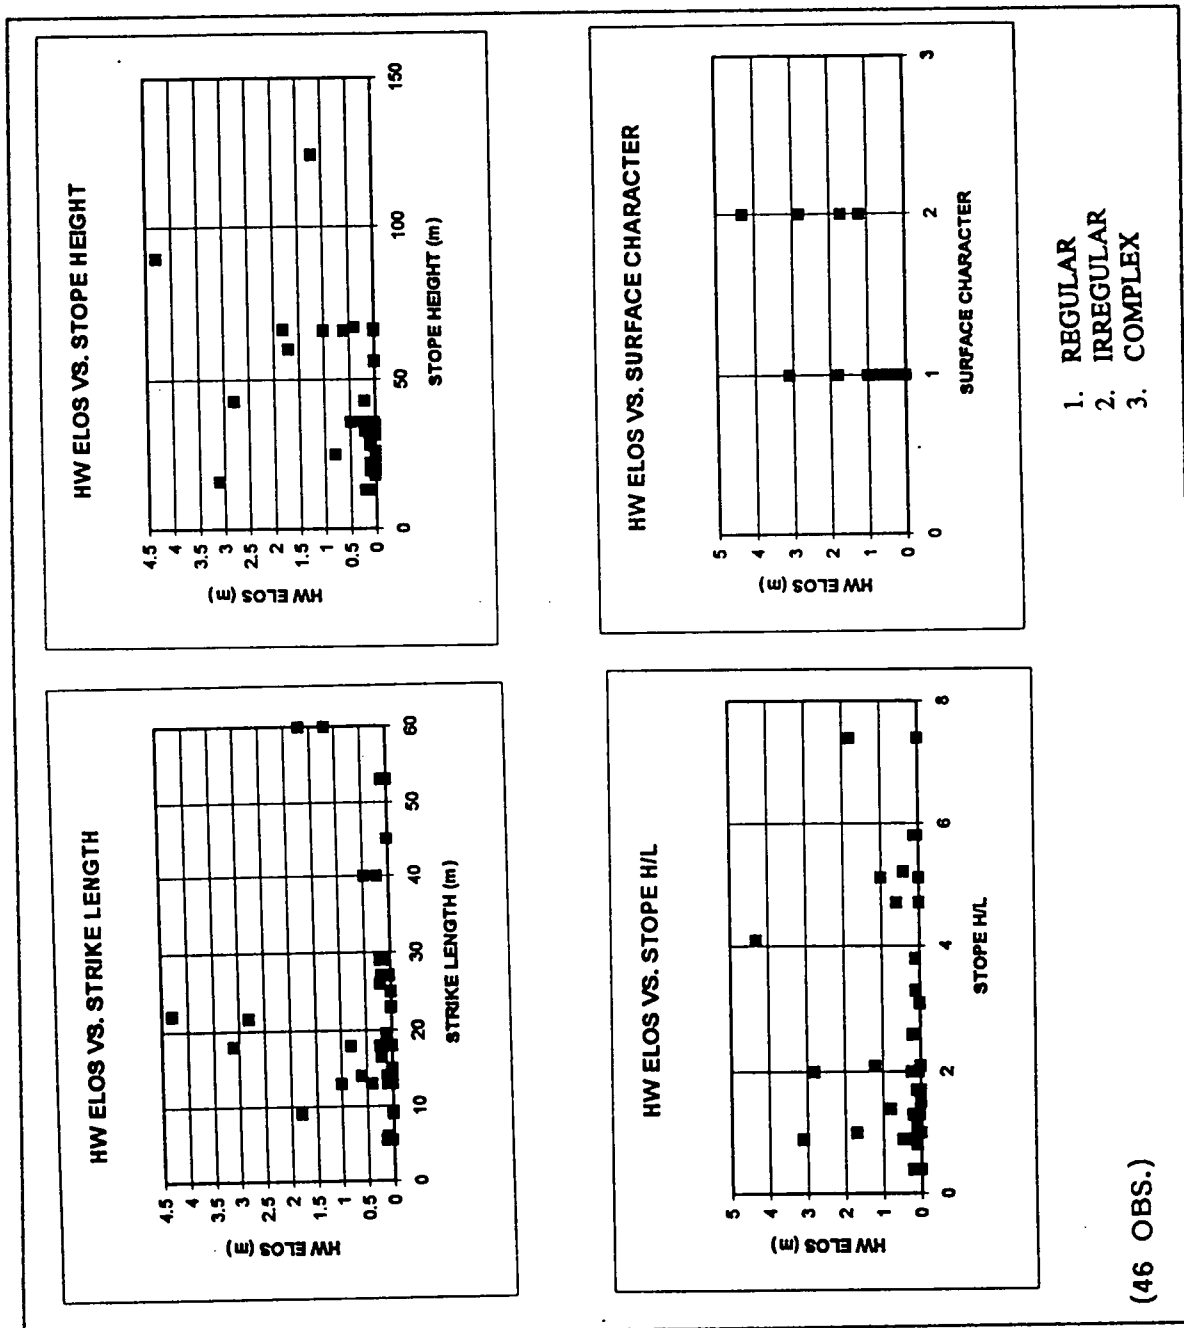 HW ELOS VS. STRIKE LENGTH
4.5
4
3.5
3
2.5
2
1.5
1
0.5
0
HW ELOS (m)
0 10 20 30 40 50 60
STRIKE LENGTH (m)
HW ELOS VS. STOPE HEIGHT
4.5
4
3.5
3
2.5
2
1.5
1
0.5
0
HW ELOS (m)
0 50 100 150
STOPE HEIGHT (m)
HW ELOS VS. STOPE H/L
5
4
3
2
1
0
HW ELOS (m)
0 2 4 6 8
STOPE H/L
HW ELOS VS. SURFACE CHARACTER
5
4
3
2
1
0
HW ELOS (m)
0 1 2 3
SURFACE CHARACTER
(46 OBS.)
1. REGULAR
2. IRREGULAR
3. COMPLEX